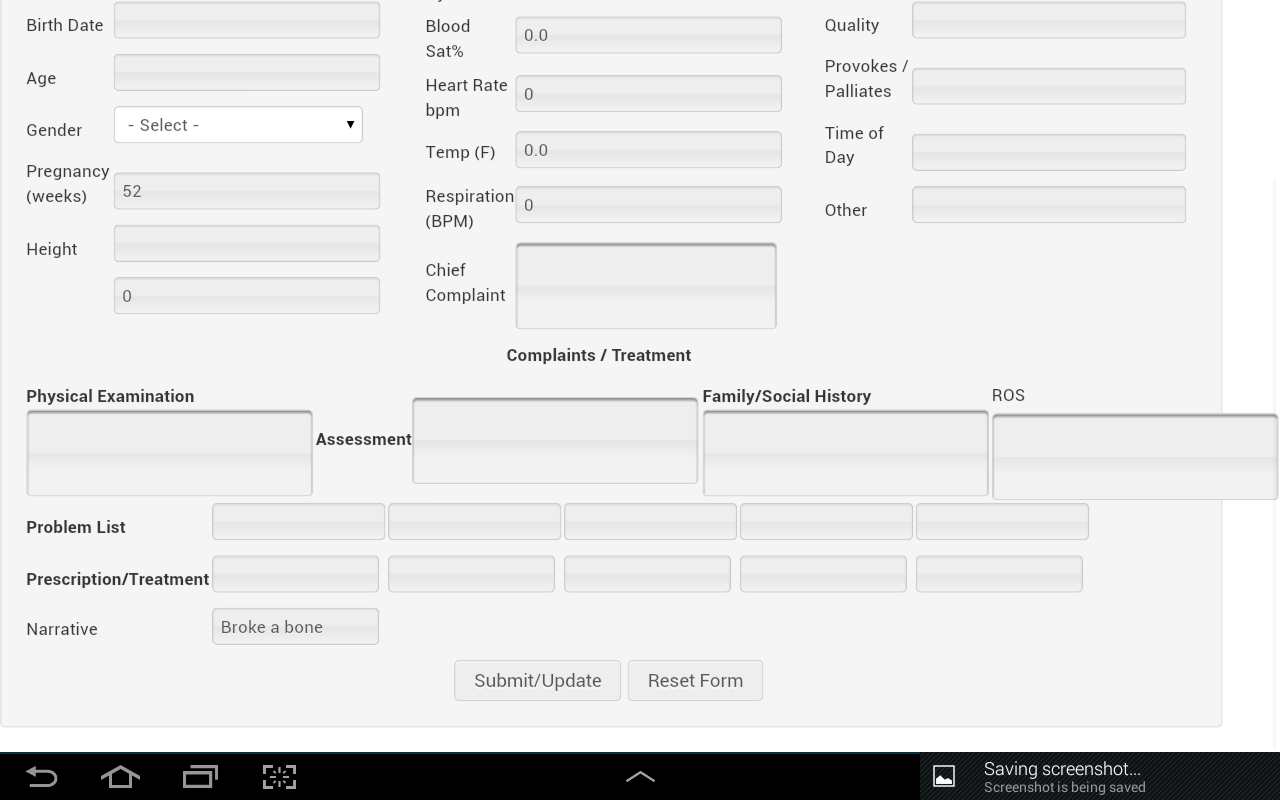 Birth Date
Age
Gender
- Select -
Pregnancy
(weeks)
52
Height
0
Blood
Sat%
0.0
Heart Rate
bpm
0
Temp (F)
0.0
Respiration
(BPM)
0
Chief
Complaint
Quality
Provokes /
Palliates
Time of
Day
Other
Complaints / Treatment
Physical Examination
Assessment
Family/Social History
ROS
Problem List
Prescription/Treatment
Narrative
Broke a bone
Submit/Update
Reset Form
Saving screenshot...
Screenshot is being saved